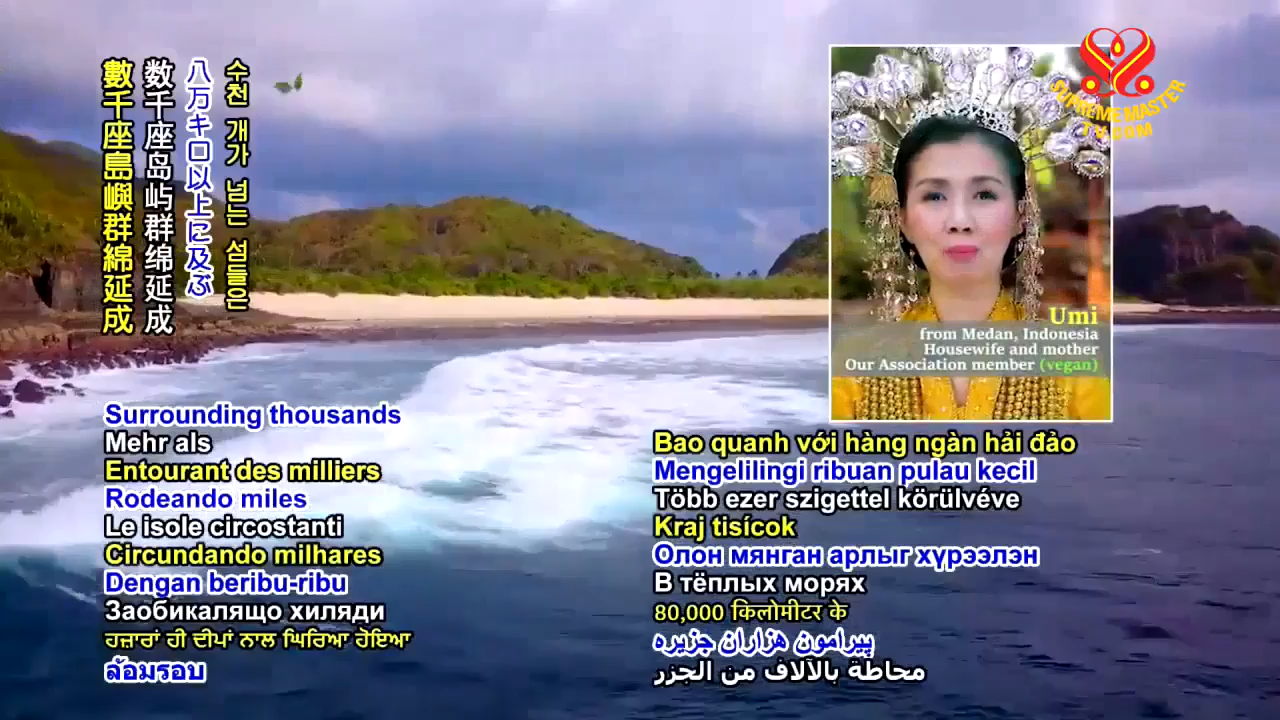 數千座島嶼群綿延成
数千座岛屿群绵延成
八万キロ以上に及ぶ
수천 개가 넘는 섬들은
SUPREME MASTER
TV.COM
Umi
from Medan, Indonesia
Housewife and mother
Our Association member (vegan)
Surrounding thousands
Mehr als
Entourant des milliers
Rodeando miles
Le isole circostanti
Circundando milhares
Dengan beribu-ribu
Заобикалящо хиляди
ਹਜ਼ਾਰਾਂ ਹੀ ਦੀਪਾਂ ਨਾਲ ਘਿਰਿਆ ਹੋਇਆ
ล้อมรอบ
Bao quanh với hàng ngàn hải đảo
Mengelilingi ribuan pulau kecil
Több ezer szigettel körülvéve
Kraj tisícok
Олон мянган арлыг хүрээлэн
В тёплых морях
80,000 किलोमीटर के
پیرامون هزاران جزیره
محاطة بالآلاف من الجزر